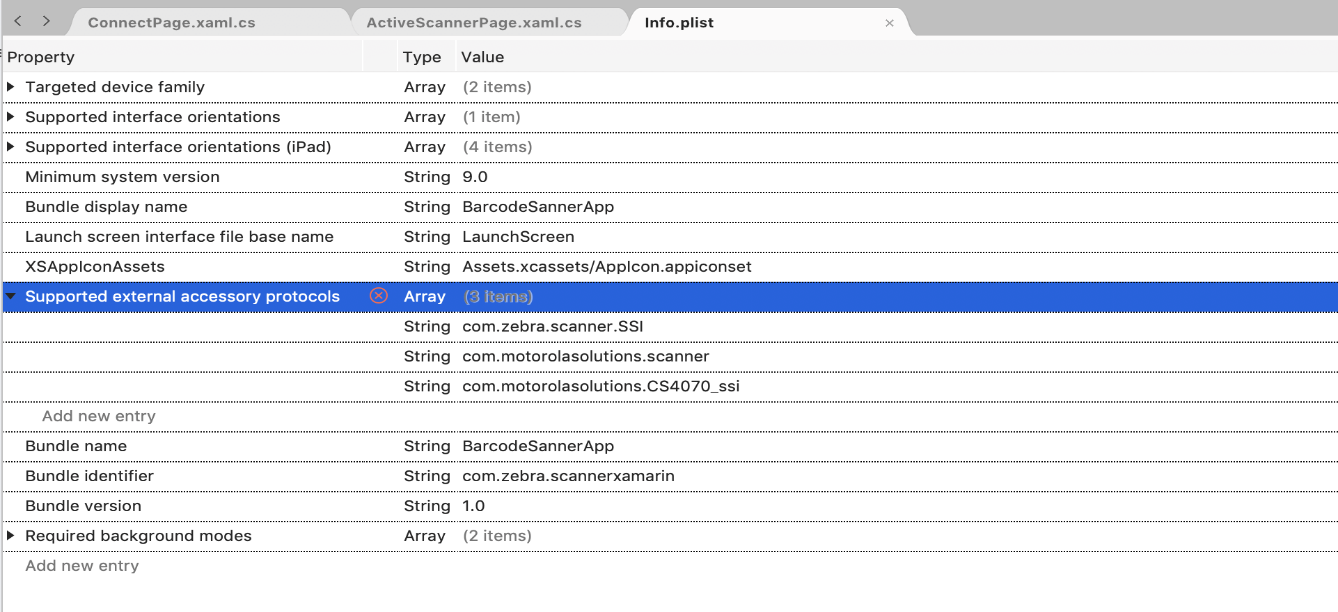 ConnectPage.xaml.cs ActiveScannerPage.xaml.cs Info.plist
Property Type Value
Targeted device family Array (2 items)
Supported interface orientations Array (1 item)
Supported interface orientations (iPad) Array (4 items)
Minimum system version String 9.0
Bundle display name String BarcodeSannerApp
Launch screen interface file base name String LaunchScreen
XSAppIconAssets String Assets.xcassets/AppIcon.appiconset
Supported external accessory protocols Array (3 items)
String com.zebra.scanner.SSI
String com.motorolasolutions.scanner
String com.motorolasolutions.CS4070_ssi
Add new entry
Bundle name String BarcodeSannerApp
Bundle identifier String com.zebra.scannerxamarin
Bundle version String 1.0
Required background modes Array (2 items)
Add new entry